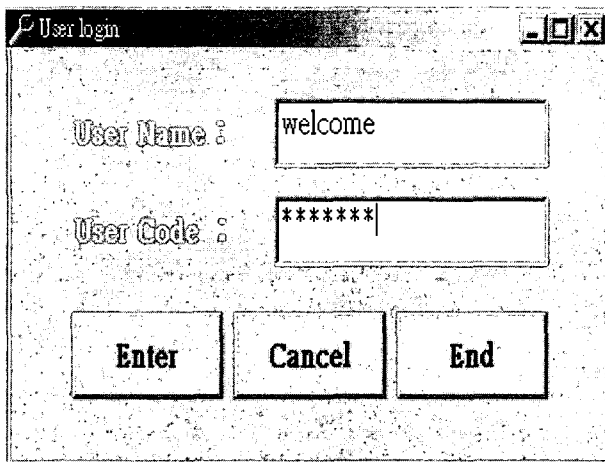 User login
User Name : welcome
User Code : *******
Enter Cancel End